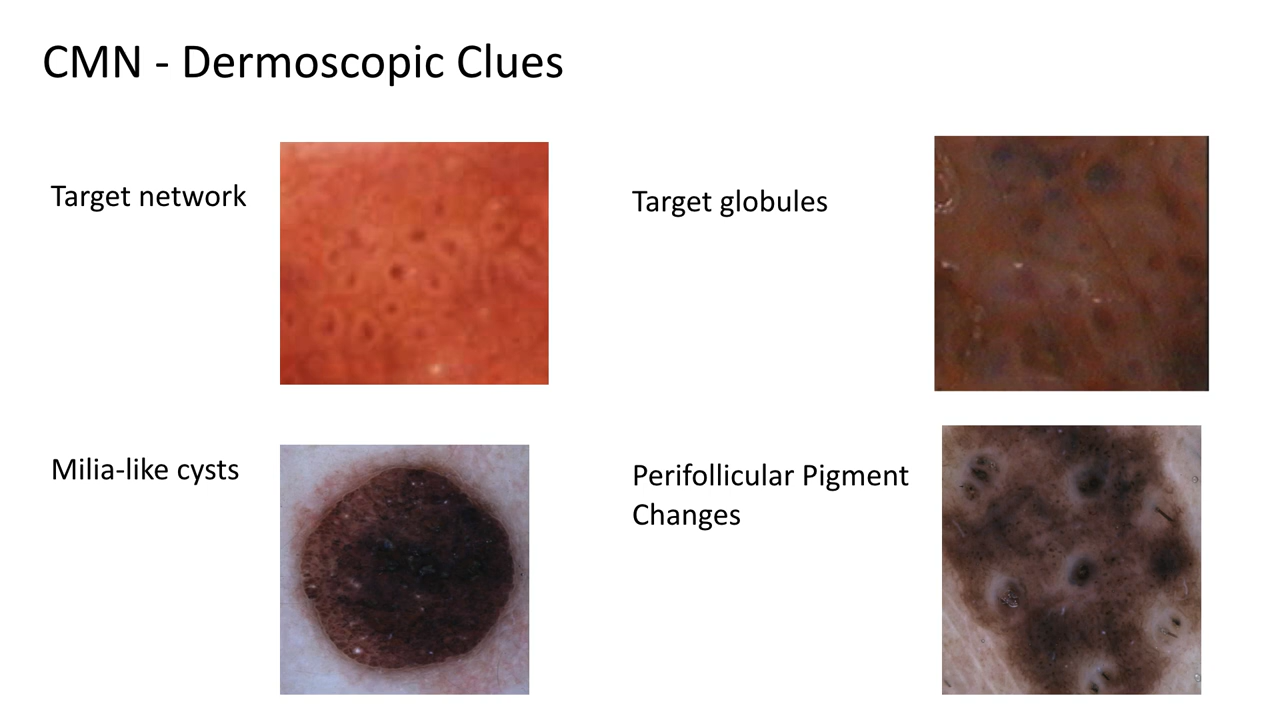 CMN - Dermoscopic Clues
Target network
Target globules
Milia-like cysts
Perifollicular Pigment
Changes